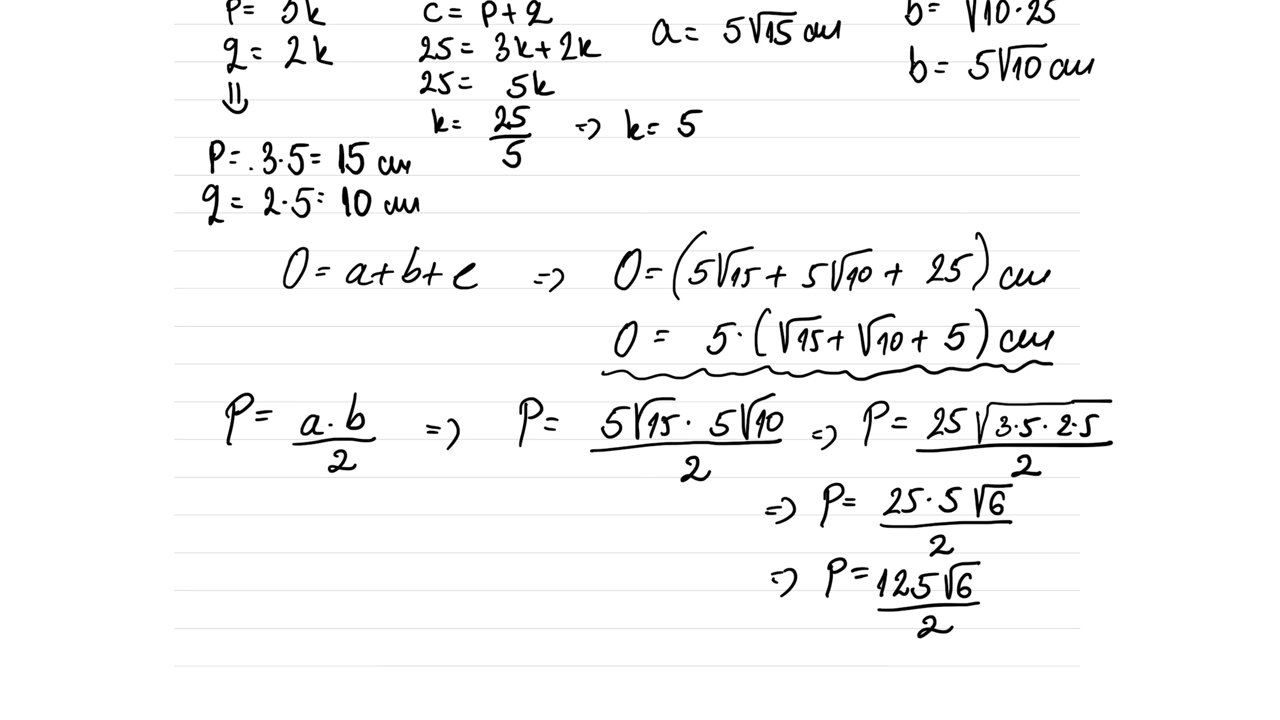 p= 3k
q= 2k
⇓
p= 3·5= 15 cm
q= 2·5= 10 cm
c= p+q
25= 3k+2k
25= 5k
k= 25/5 => k= 5
a= 5√15 cm
b= √10·25
b= 5√10 cm
O= a+b+c => O= (5√15+ 5√10 + 25) cm
O= 5·(√15+√10+5) cm
P= a·b/2 => P= 5√15·5√10/2 => P= 25√3·5·2·5/2
=> P= 25·5√6/2
=> P= 125√6/2